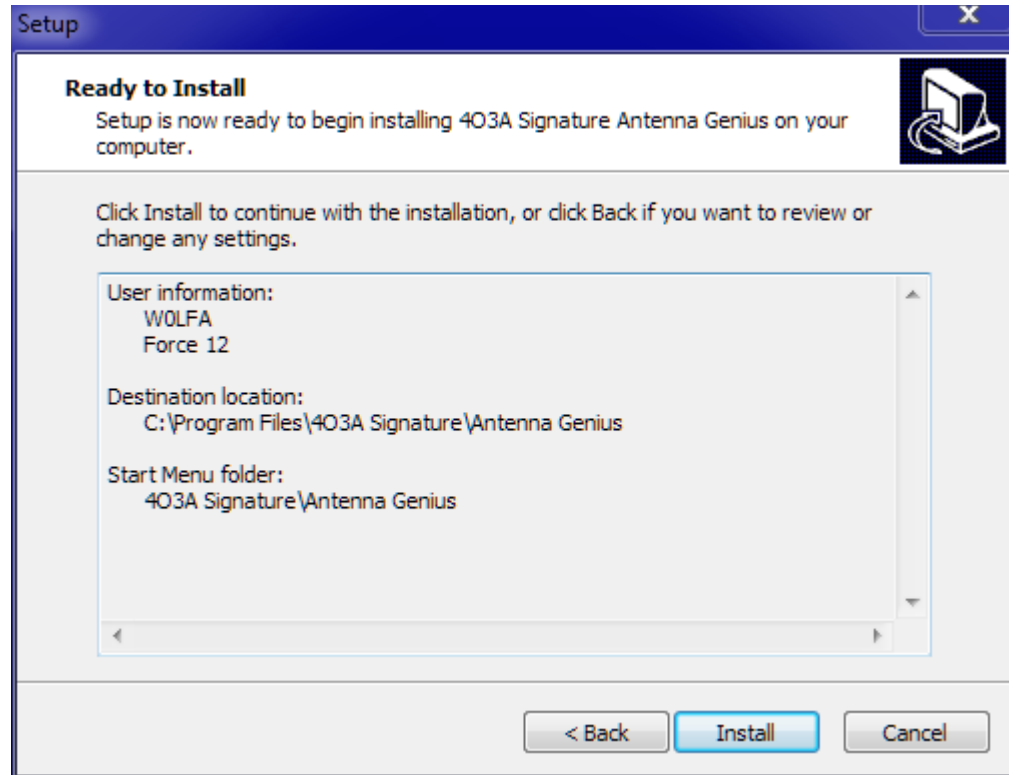 Setup
Ready to Install
Setup is now ready to begin installing 4O3A Signature Antenna Genius on your
computer.
Click Install to continue with the installation, or click Back if you want to review or
change any settings.
User information:
W0LFA
Force 12
Destination location:
C:\Program Files\4O3A Signature\Antenna Genius
Start Menu folder:
4O3A Signature\Antenna Genius
< Back
Install
Cancel